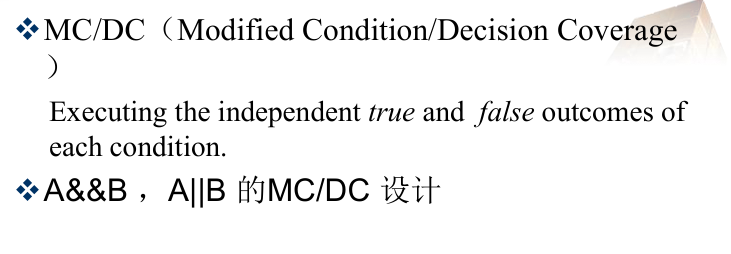 ❖MC/DC（Modified Condition/Decision Coverage
）
Executing the independent true and false outcomes of
each condition.
❖A&&B ，A||B 的MC/DC 设计